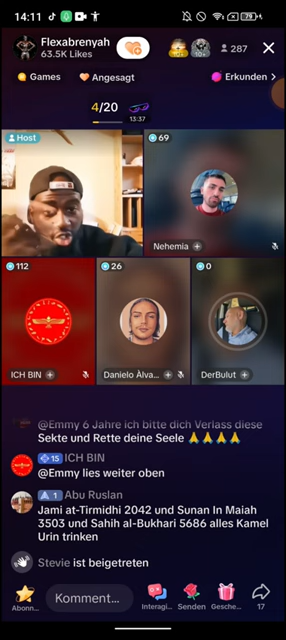 14:11
79
Flexabrenyah
63.5K Likes
10+
287
Games
Angesagt
Erkunden >
4/20
13:37
Host
69
Nehemia
112
26
0
ICH BIN
Danielo Àlva...
DerBulut
@Emmy 6 Jahre ich bitte dich Verlass diese
Sekte und Rette deine Seele 🙏🙏🙏🙏
15 ICH BIN
@Emmy lies weiter oben
1 Abu Ruslan
Jami at-Tirmidhi 2042 und Sunan In Maiah
3503 und Sahih al-Bukhari 5686 alles Kamel
Urin trinken
Stevie ist beigetreten
Kommentar...
Abonn...
Interagi...
Senden
Gesche...
17